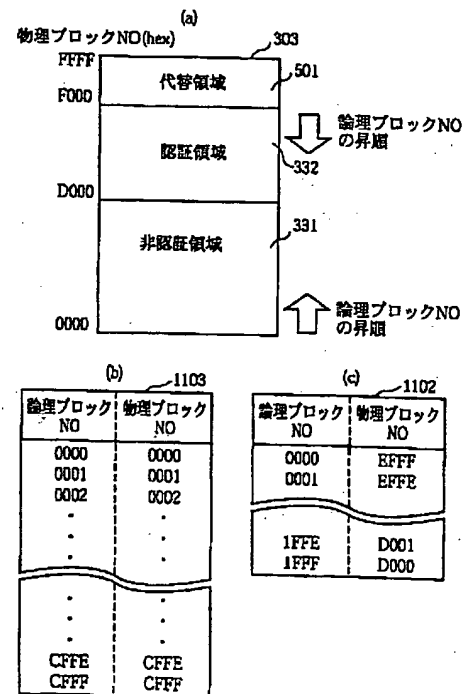 (a)
物理ブロックNO(hex)
303
FFFF
代替領域
501
F000
論理ブロックNO
の昇順
認証領域
332
D000
非認証領域
331
論理ブロックNO
の昇順
0000
(b)
1103
論理ブロック 物理ブロック
NO NO
0000 0000
0001 0001
0002 0002
CFFE CFFE
CFFF CFFF
(c)
1102
論理ブロック 物理ブロック
NO NO
0000 EFFF
0001 EFFE
1FFE D001
1FFF D000